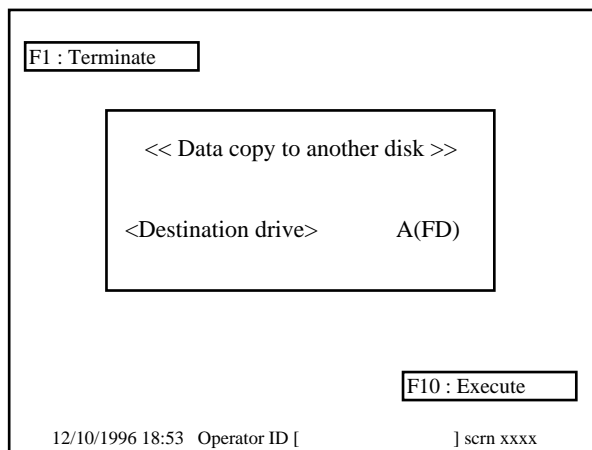 F1 : Terminate
<< Data copy to another disk >>
<Destination drive> A(FD)
F10 : Execute
12/10/1996 18:53 Operator ID [ ] scrn xxxx